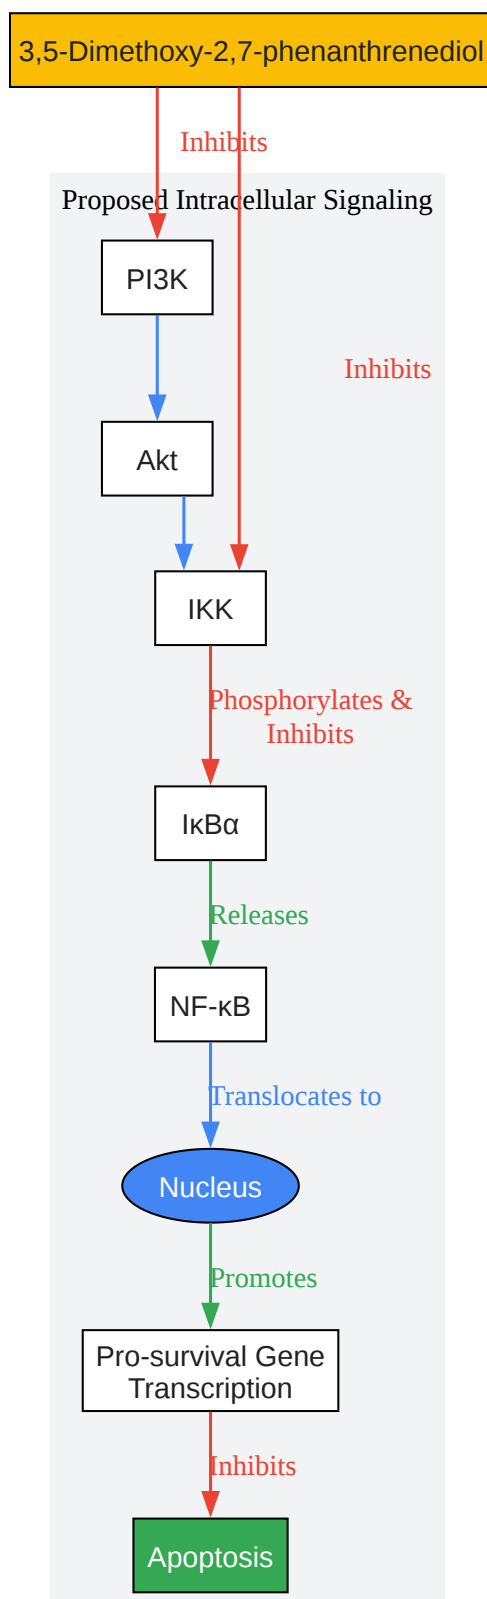 3,5-Dimethoxy-2,7-phenanthrenediol
Inhibits
Proposed Intracellular Signaling
PI3K
Inhibits
Akt
IKK
Phosphorylates &
Inhibits
IκBα
Releases
NF-κB
Translocates to
Nucleus
Promotes
Pro-survival Gene
Transcription
Inhibits
Apoptosis